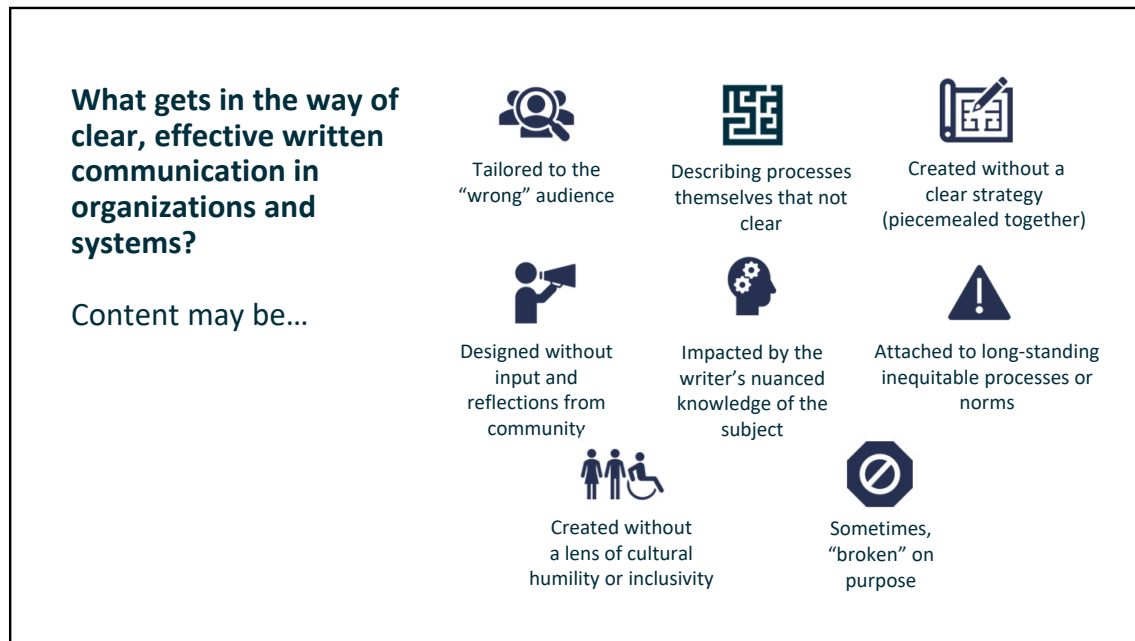 What gets in the way of
clear, effective written
communication in
organizations and
systems?
Content may be…
Tailored to the
“wrong” audience
Describing processes
themselves that not
clear
Created without a
clear strategy
(piecemealed together)
Designed without
input and
reflections from
community
Impacted by the
writer’s nuanced
knowledge of the
subject
Attached to long-standing
inequitable processes or
norms
Created without
a lens of cultural
humility or inclusivity
Sometimes,
“broken” on
purpose